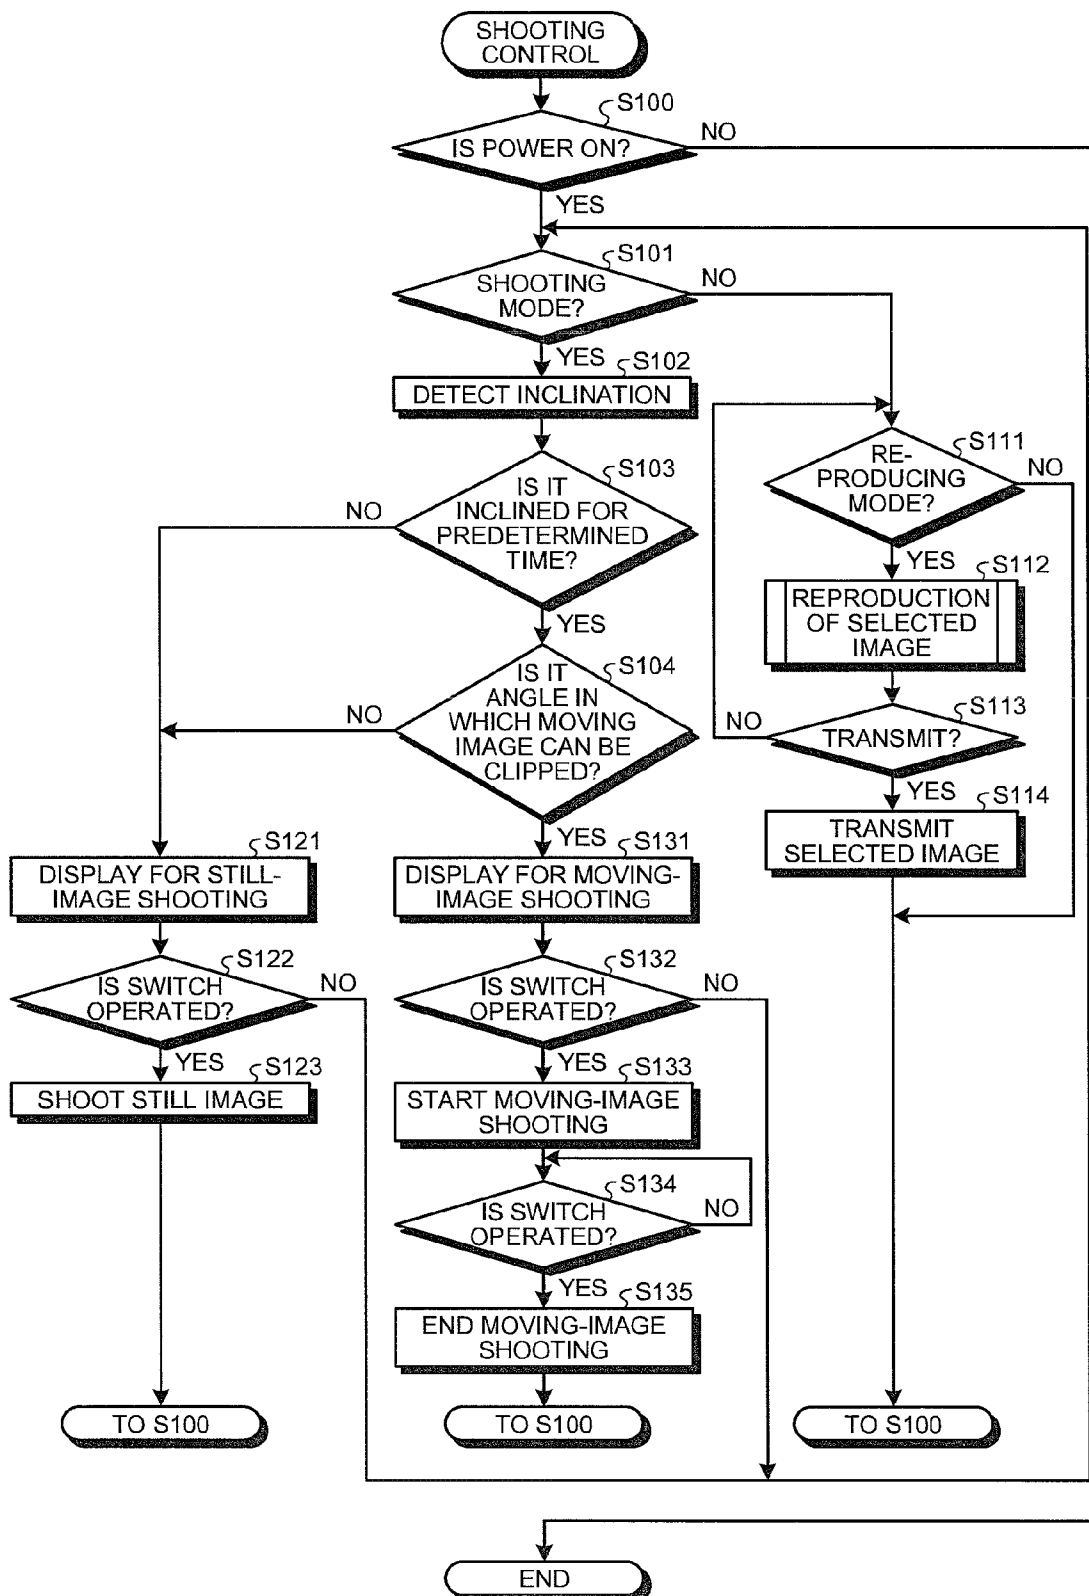 SHOOTING
CONTROL
S100
IS POWER ON?
NO
YES
S101
SHOOTING
MODE?
NO
YES
S102
DETECT INCLINATION
S103
IS IT
INCLINED FOR
PREDETERMINED
TIME?
NO
YES
S104
IS IT
ANGLE IN
WHICH MOVING
IMAGE CAN BE
CLIPPED?
NO
YES
S111
RE-
PRODUCING
MODE?
NO
YES
S112
REPRODUCTION
OF SELECTED
IMAGE
S113
TRANSMIT?
NO
YES
S114
TRANSMIT
SELECTED IMAGE
S121
DISPLAY FOR STILL-
IMAGE SHOOTING
S122
IS SWITCH
OPERATED?
NO
YES
S123
SHOOT STILL IMAGE
S131
DISPLAY FOR MOVING-
IMAGE SHOOTING
S132
IS SWITCH
OPERATED?
NO
YES
S133
START MOVING-IMAGE
SHOOTING
S134
IS SWITCH
OPERATED?
NO
YES
S135
END MOVING-IMAGE
SHOOTING
TO S100
TO S100
TO S100
END